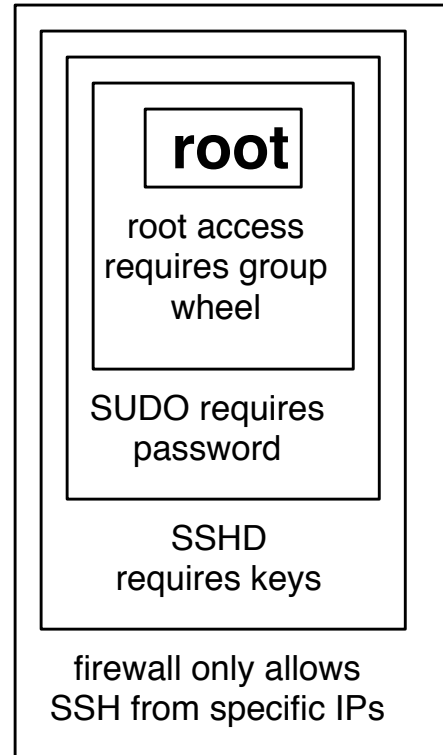 root
root access
requires group
wheel
SUDO requires
password
SSHD
requires keys
firewall only allows
SSH from specific IPs